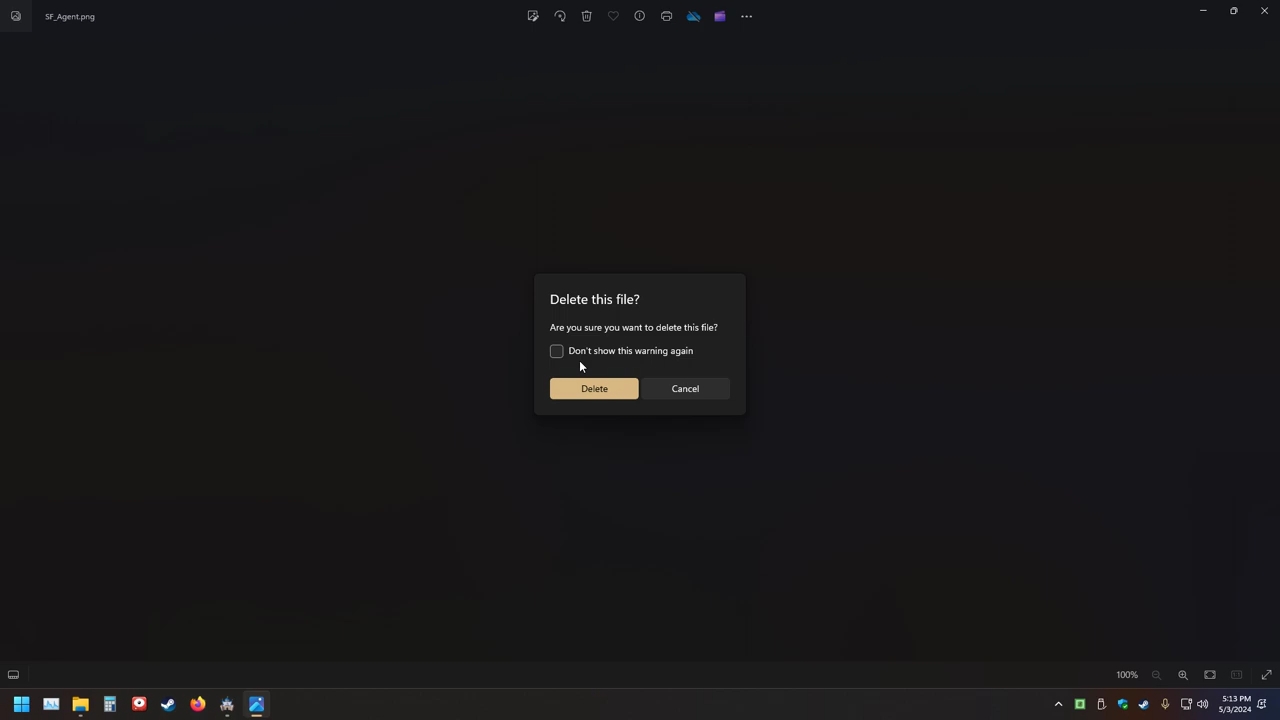 SF_Agent.png
Delete this file?
Are you sure you want to delete this file?
Don't show this warning again
Delete
Cancel
100%
5:13 PM
5/3/2024